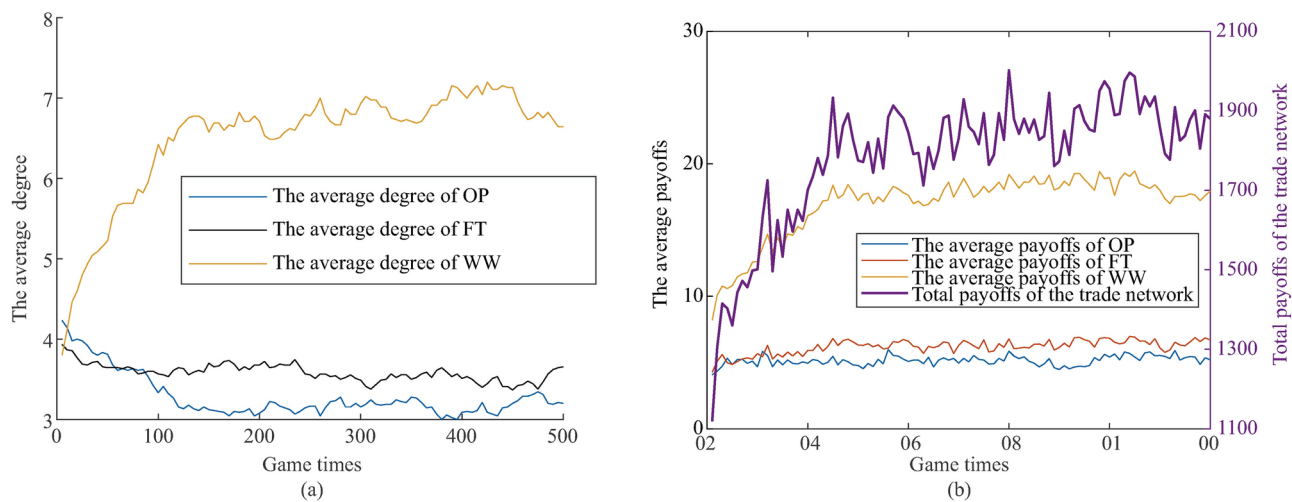 8
7
6
5
4
3
The average degree
The average degree of OP
The average degree of FT
The average degree of WW
0
100
200
300
400
500
Game times
(a)
30
20
10
0
The average payoffs
2100
1900
1700
1500
1300
1100
Total payoffs of the trade network
The average payoffs of OP
The average payoffs of FT
The average payoffs of WW
Total payoffs of the trade network
02
04
06
08
01
00
Game times
(b)